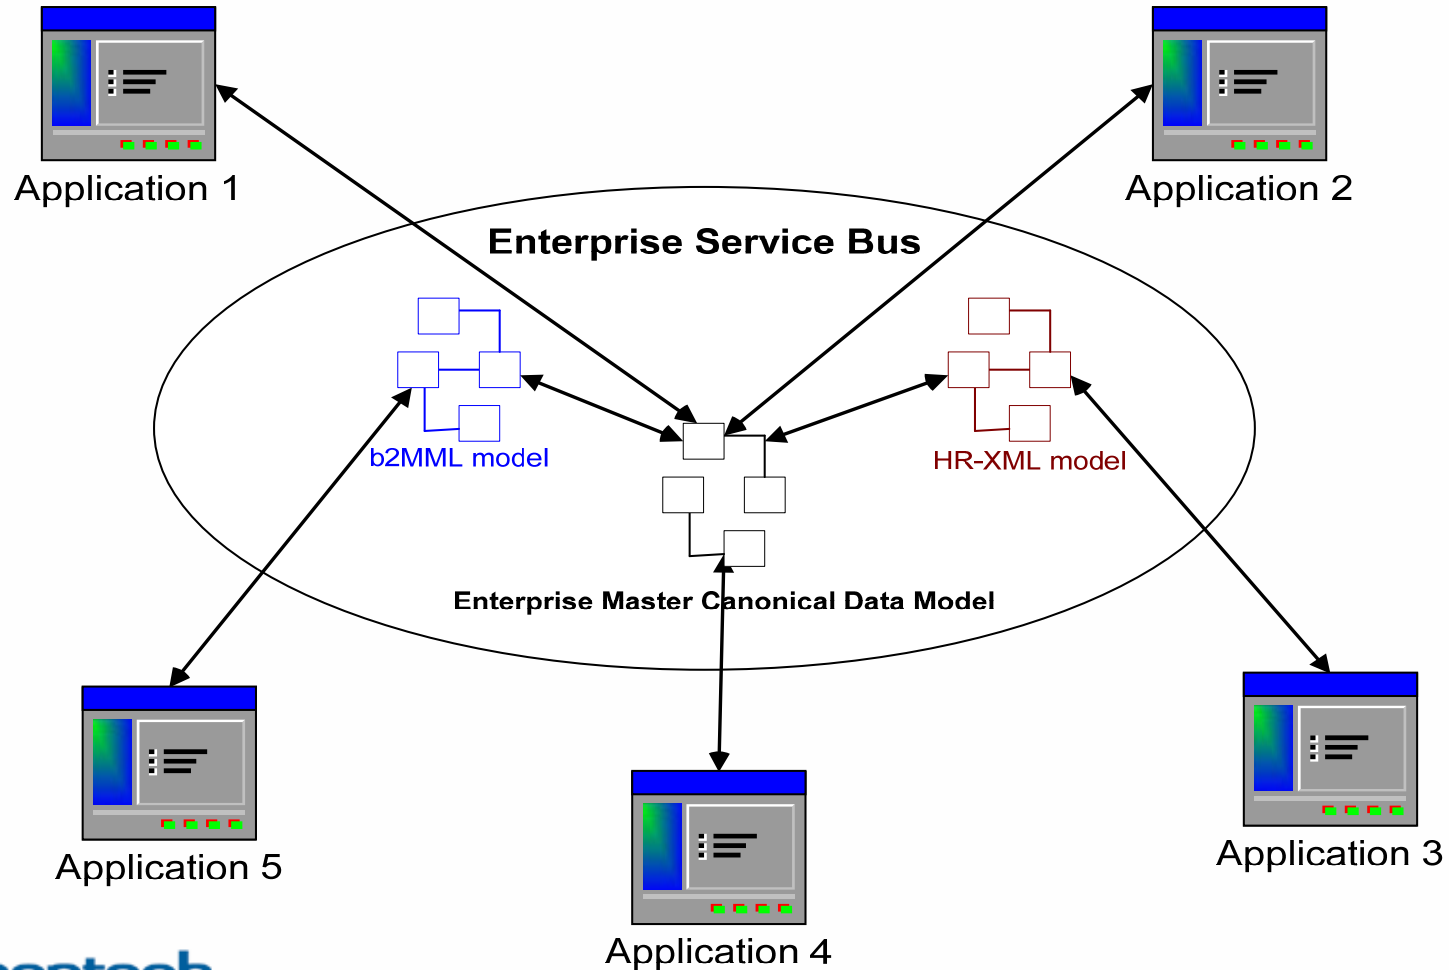 Application 1
Application 2
Enterprise Service Bus
b2MML model
HR-XML model
Enterprise Master Canonical Data Model
Application 5
Application 3
Application 4